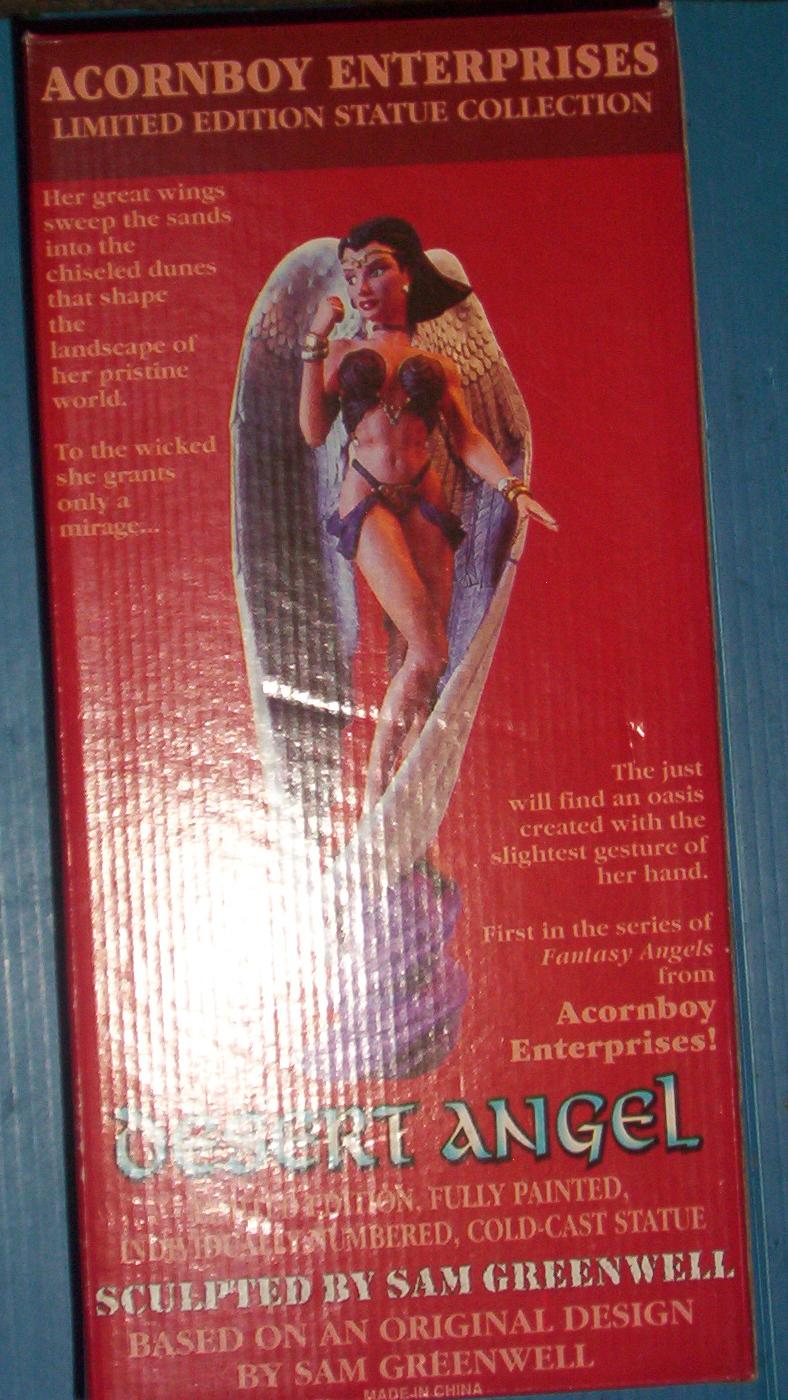 ACORNBOY ENTERPRISES
LIMITED EDITION STATUE COLLECTION
Her great wings
sweep the sands
into the
chiseled dunes
that shape
the
landscape of
her pristine
world.
To the wicked
she grants
only a
mirage...
The just
will find an oasis
created with the
slightest gesture of
her hand.
First in the series of
Fantasy Angels
from
Acornboy
Enterprises!
DESERT ANGEL
EDITION, FULLY PAINTED,
INDIVIDUALLY NUMBERED, COLD-CAST STATUE
SCULPTED BY SAM GREENWELL
BASED ON AN ORIGINAL DESIGN
BY SAM GREENWELL
MADE IN CHINA